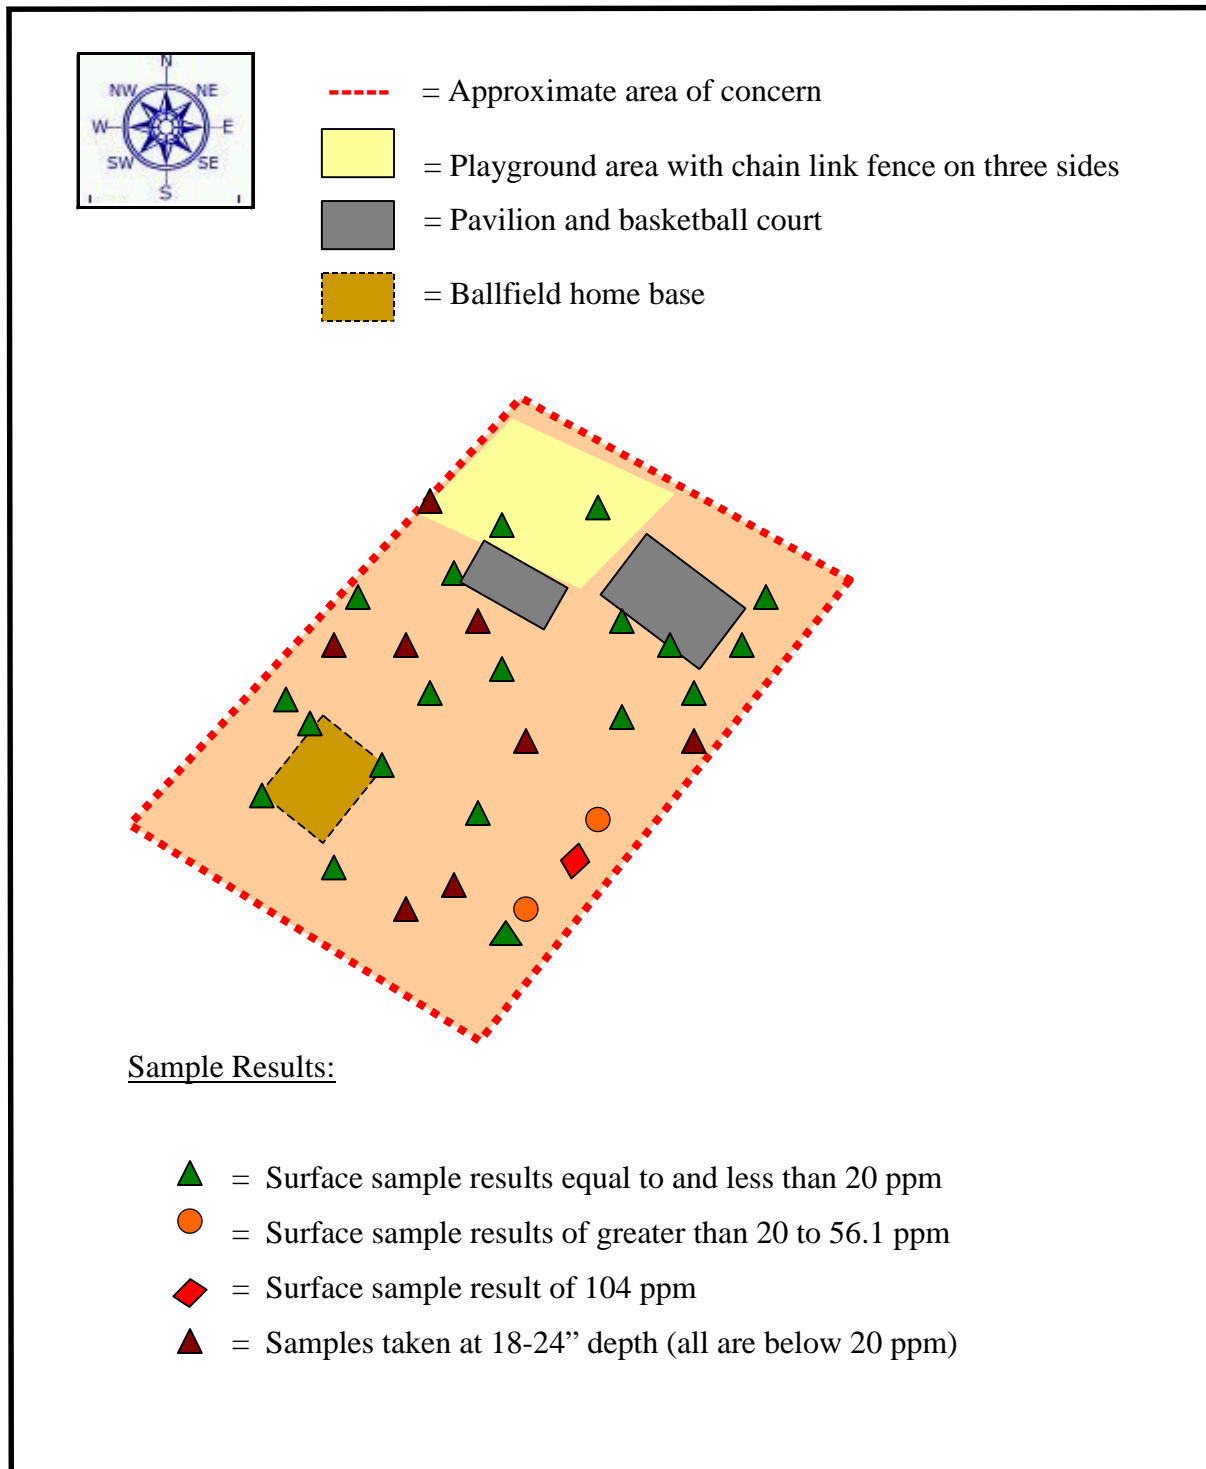 N
NW NE
W E
SW SE
S
= Approximate area of concern
= Playground area with chain link fence on three sides
= Pavilion and basketball court
= Ballfield home base
Sample Results:
= Surface sample results equal to and less than 20 ppm
= Surface sample results of greater than 20 to 56.1 ppm
= Surface sample result of 104 ppm
= Samples taken at 18-24” depth (all are below 20 ppm)